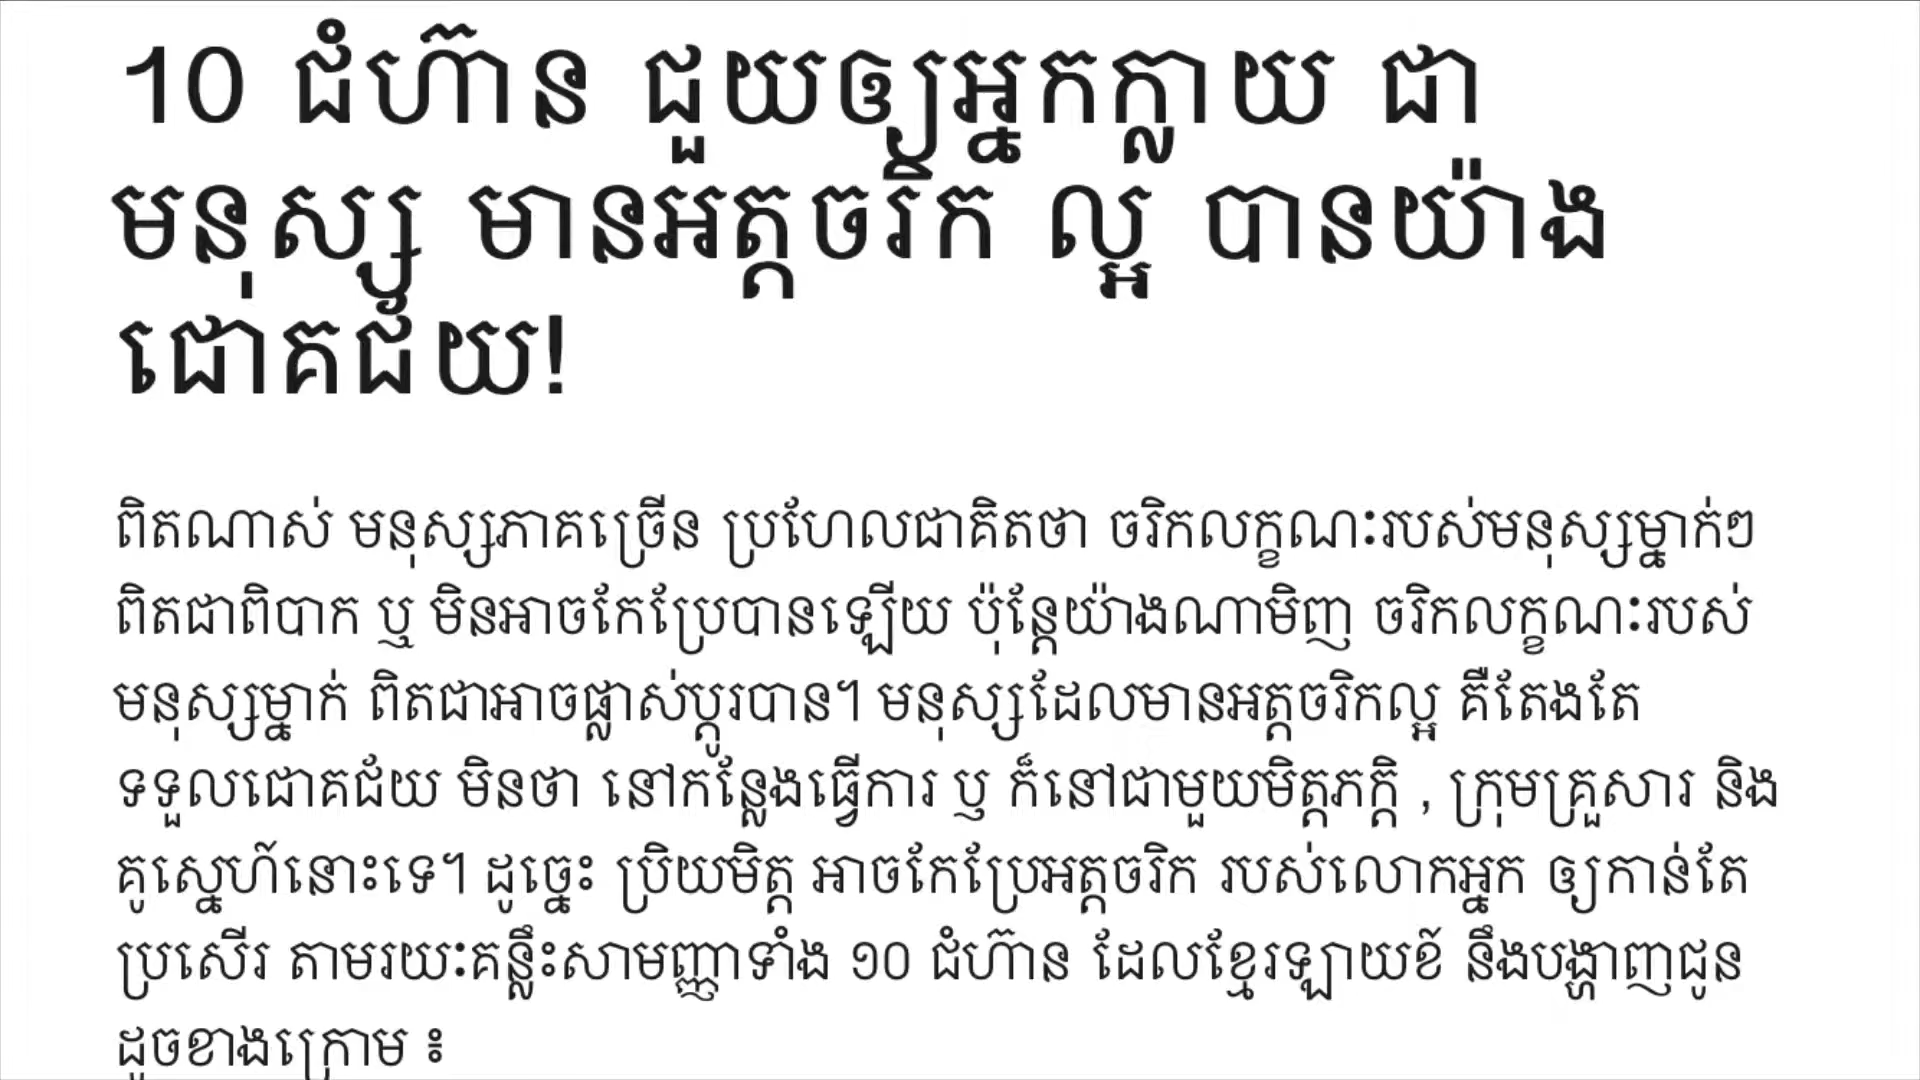 10 ជំហ៊ាន ជួយឲ្យអ្នកក្លាយ ជា
មនុស្ស មានអត្តចរិក ល្អ បានយ៉ាង
ជោគជ័យ!
ពិតណាស់ មនុស្សភាគច្រើន ប្រហែលជាគិតថា ចរិកលក្ខណៈរបស់មនុស្សម្នាក់ៗ
ពិតជាពិបាក ឬ មិនអាចកែប្រែបានឡើយ ប៉ុន្តែយ៉ាងណាមិញ ចរិកលក្ខណៈរបស់
មនុស្សម្នាក់ ពិតជាអាចផ្លាស់ប្តូរបាន។ មនុស្សដែលមានអត្តចរិកល្អ គឺតែងតែ
ទទួលជោគជ័យ មិនថា នៅកន្លែងធ្វើការ ឬ ក៏នៅជាមួយមិត្តភក្តិ , ក្រុមគ្រួសារ និង
គូស្នេហ៍នោះទេ។ ដូច្នេះ ប្រិយមិត្ត អាចកែប្រែអត្តចរិក របស់លោកអ្នក ឲ្យកាន់តែ
ប្រសើរ តាមរយៈគន្លឹះសាមញ្ញាទាំង ១០ ជំហ៊ាន ដែលខ្មែរឡាយខ៍ នឹងបង្ហាញជូន
ដូចខាងក្រោម ៖